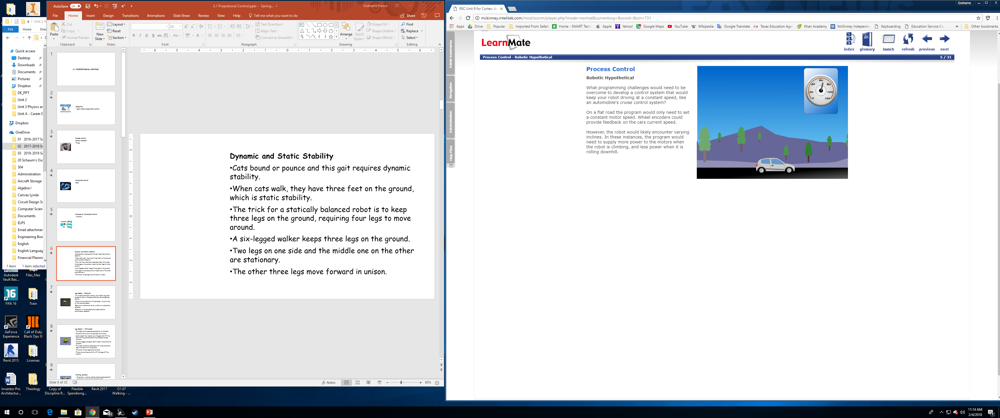 AutoSave On
3.1 Propotional Control.pptx - Saving...
Grahame Rance
File Home Insert Design Transitions Animations Slide Show Review View Help Tell me what you want to do Share
Cut
Copy
Format Painter
Paste
Clipboard
New Slide
Layout
Reset
Section
Slides
24
Font
Text Direction
Align Text
Convert to SmartArt
Paragraph
Arrange
Quick Styles
Shape Fill
Shape Outline
Shape Effects
Drawing
Find
Replace
Select
Editing
Unit 3 A
File Home Shar
Quick access
Desktop
Downloads
Documents
Pictures
Dropbox
DE_PPT
Unit 2
Unit 3 Physics ar
Unit A - Career D
Dropbox
OneDrive
01 2016-2017 Sc
02 2017-2018 Sc
03 2018-2019 Sc
20 Schaum's Ou
504
Administration
Aircraft Storage
Algebra I
Canvas Lynda
Circuit Design Su
Computer Scien
Documents
ELPS
Email attachmer
Engineering Boo
English
English Languag
Financial Plannin
1 item 1 item selected
1
3.1 PROPORTIONAL CONTROL
2
Objective:
Learn about proportional control
3
Process Control
Control Systems
4
Automated Control
5
Example of Automated Control
6
7
Leg Design - Mammals
8
Leg Design - Arthropods
9
Walking Systems
Dynamic and Static Stability
•Cats bound or pounce and this gait requires dynamic
stability.
•When cats walk, they have three feet on the ground,
which is static stability.
•The trick for a statically balanced robot is to keep
three legs on the ground, requiring four legs to move
around.
•A six-legged walker keeps three legs on the ground.
•Two legs on one side and the middle one on the other
are stationary.
•The other three legs move forward in unison.
Slide 6 of 32
Notes
80%
Autodesk Vault Bas...
Files_files
FIFA 16
Train
GeForce Experience
Call of Duty Black Ops III
Revit 2015
Licenses
Inventor Pro Architectur...
Theology
Copy of Discipline R...
Flexible Spendiong...
Revit 2017
O1.07 Walking - ...
REC Unit 9 for Cortex: Ad
Grahame
mckinney.intelitek.com/mod/scorm/player.php?mode=normal&currentorg=&scoid=&cm=731
Apps Drive Popular Imported From Safari Home - SMART Tech Apple Yahoo! Google Maps YouTube Wikipedia Google Translate Texas Education Agen Khan Academy McKinney Independe Keyboarding Education Service Ce » Other bookmarks
Admin bookmarks
Navigation
Administration
Help Files
LearnMate
index glossary launch refresh previous next
Process Control - Robotic Hypothetical 5 / 31
Process Control
Robotic Hypothetical
What programming challenges would need to be
overcome to develop a control system that would
keep your robot driving at a constant speed, like
an automobile's cruise control system?
On a flat road the program would only need to set
a constant motor speed. Wheel encoders could
provide feedback on the cars current speed.
However, the robot would likely encounter varying
inclines. In these instances, the program would
need to supply more power to the motors when
the robot is climbing, and less power when it is
rolling downhill.
0 20 40 60 80 100 120
62
11:14 AM
2/4/2018